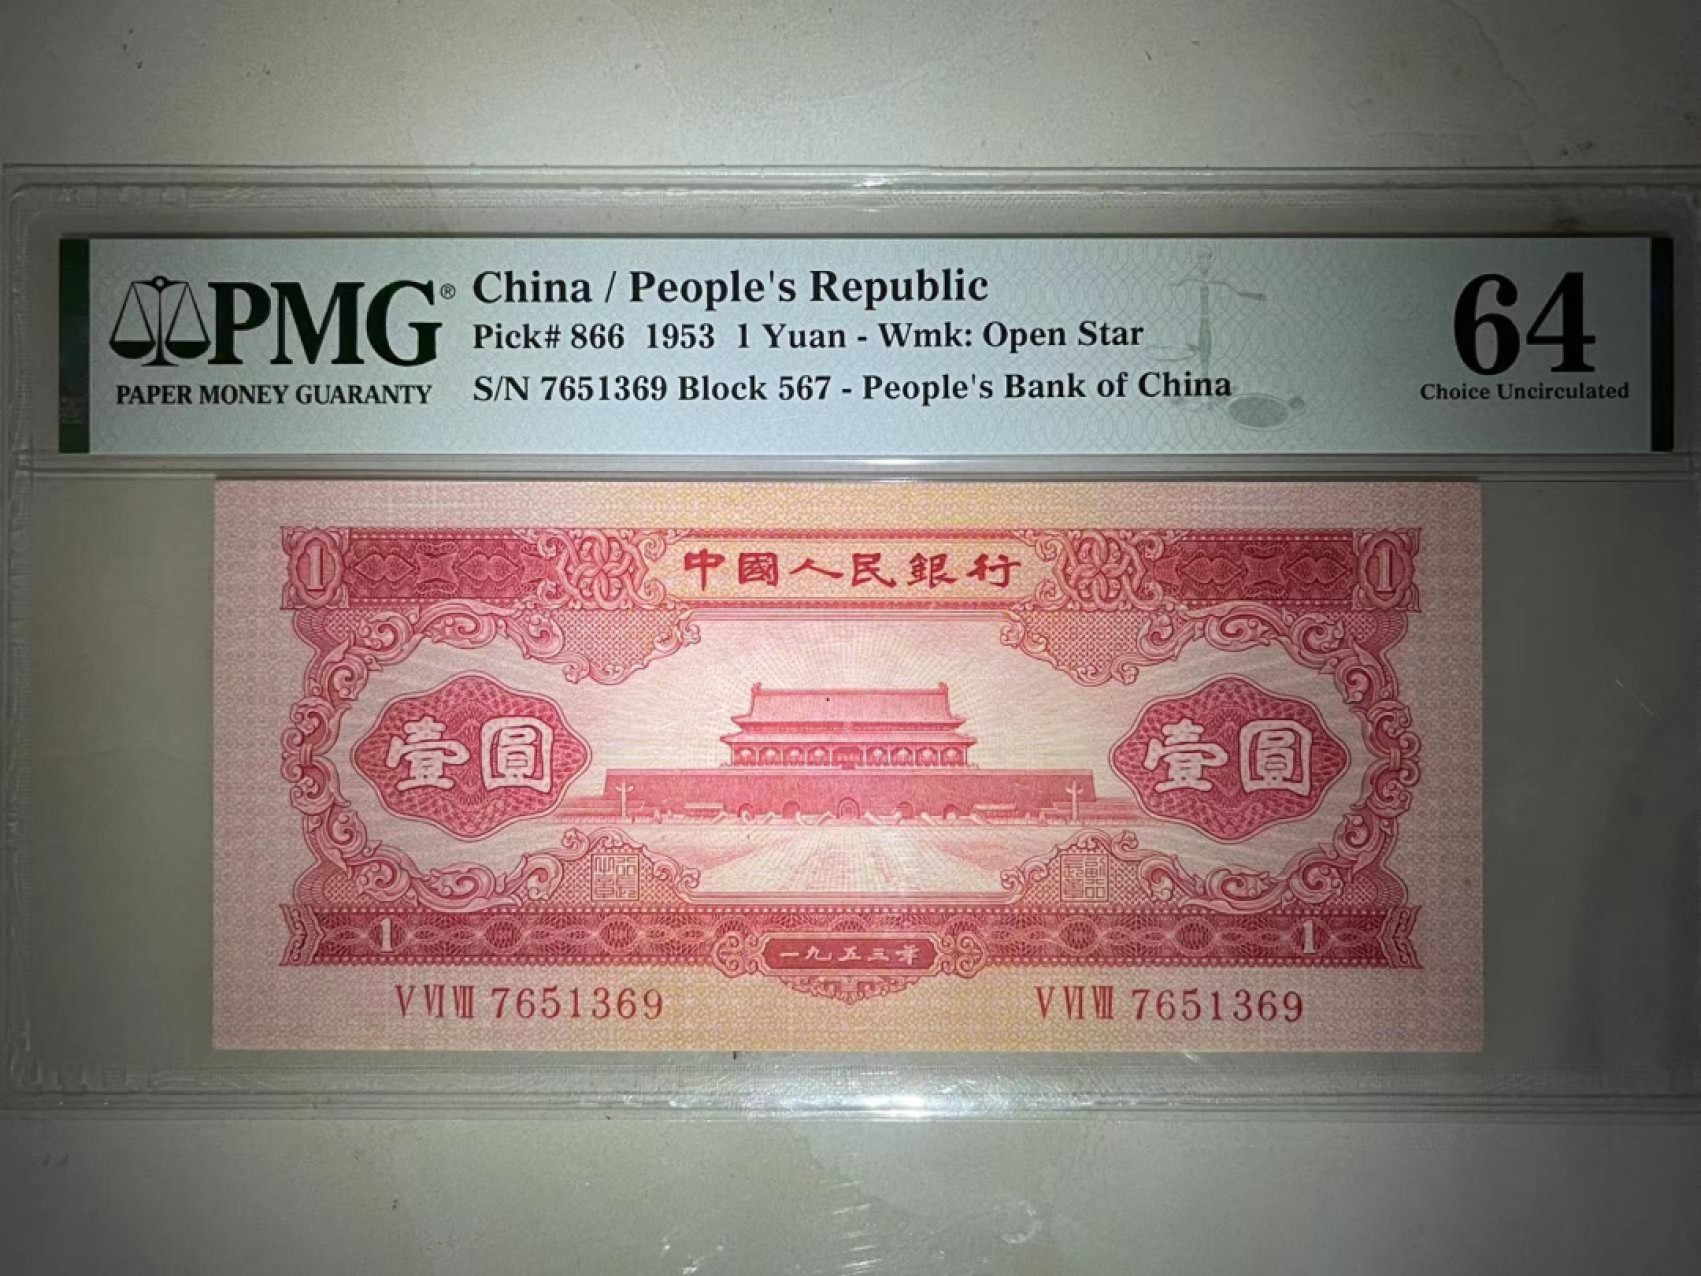 PMG®
PAPER MONEY GUARANTY
China / People's Republic
Pick# 866 1953 1 Yuan - Wmk: Open Star
S/N 7651369 Block 567 - People's Bank of China
64
Choice Uncirculated
1 中國人民銀行 1
壹圓 壹圓
1 一九五三年 1
V VI VII 7651369 V VI VII 7651369